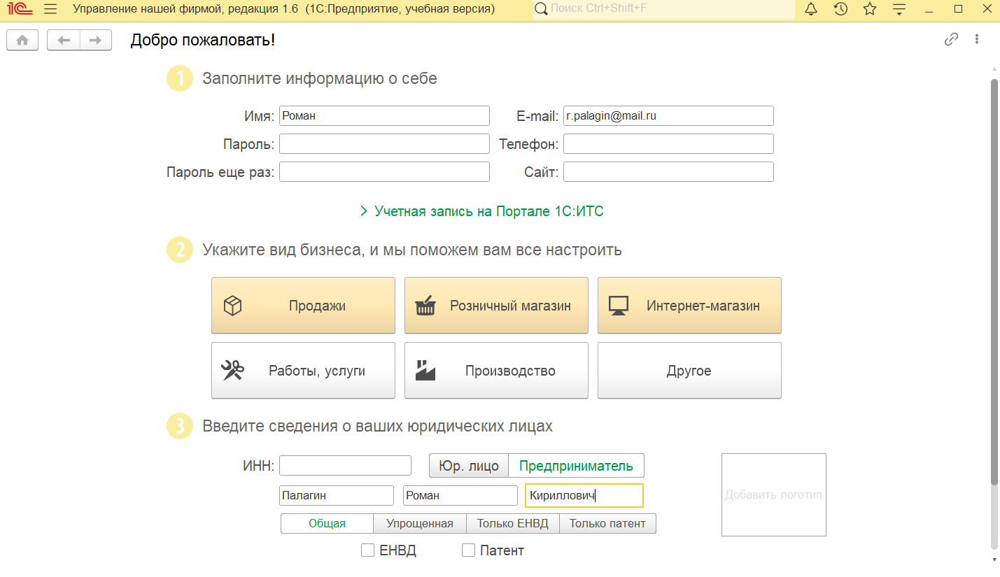 1С Управление нашей фирмой, редакция 1.6 (1С:Предприятие, учебная версия) Поиск Ctrl+Shift+F
Добро пожаловать!
1 Заполните информацию о себе
Имя: Роман E-mail: r.palagin@mail.ru
Пароль: Телефон:
Пароль еще раз: Сайт:
Учетная запись на Портале 1С:ИТС
2 Укажите вид бизнеса, и мы поможем вам все настроить
Продажи Розничный магазин Интернет-магазин
Работы, услуги Производство Другое
3 Введите сведения о ваших юридических лицах
ИНН: Юр. лицо Предприниматель
Палагин Роман Кириллович Добавить логотип
Общая Упрощенная Только ЕНВД Только патент
ЕНВД Патент